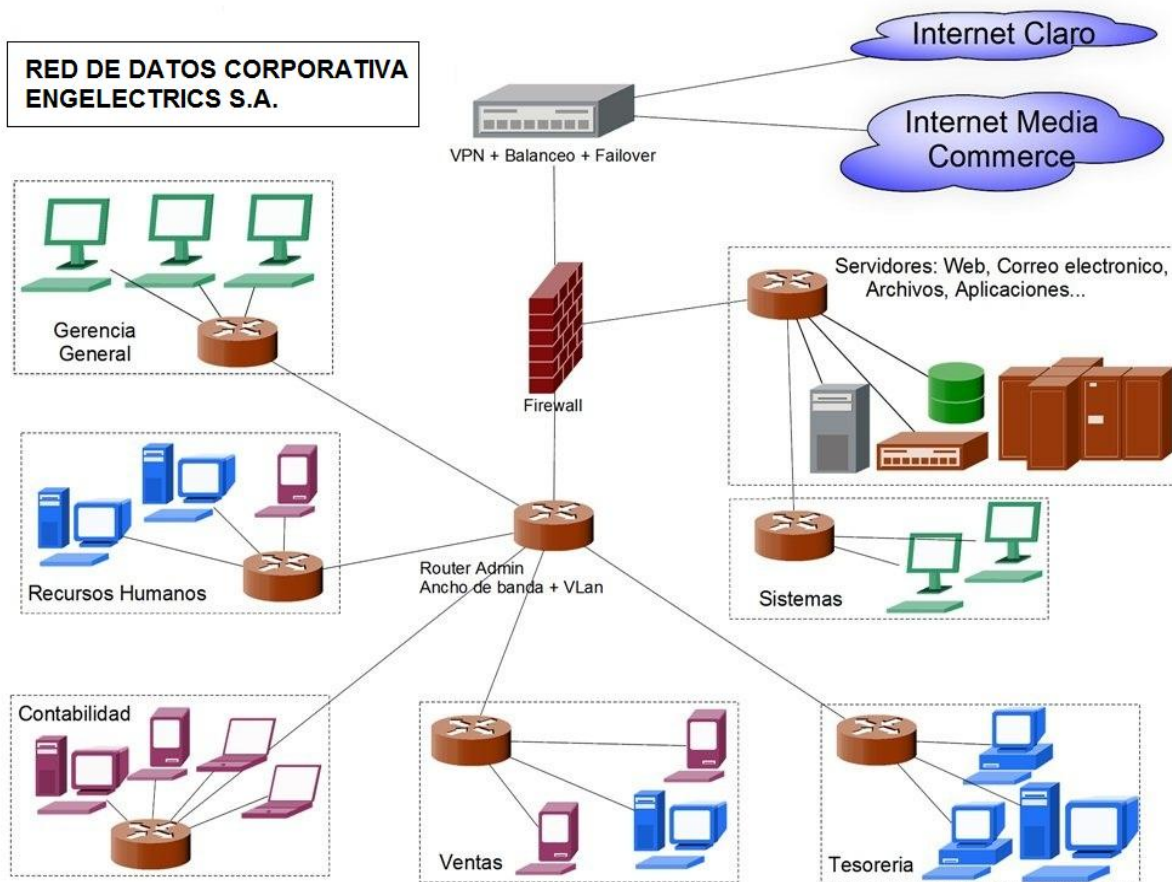 RED DE DATOS CORPORATIVA
ENGELECTRICS S.A.
Internet Claro
Internet Media
Commerce
VPN + Balanceo + Failover
Servidores: Web, Correo electronico,
Archivos, Aplicaciones...
Gerencia
General
Firewall
Recursos Humanos
Router Admin
Ancho de banda + VLan
Sistemas
Contabilidad
Ventas
Tesoreria